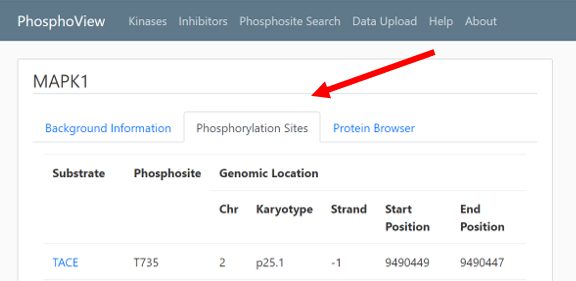 PhosphoView Kinases Inhibitors Phosphosite Search Data Upload Help About
MAPK1
Background Information Phosphorylation Sites Protein Browser
Substrate Phosphosite Genomic Location
Chr Karyotype Strand Start Position End Position
TACE T735 2 p25.1 -1 9490449 9490447